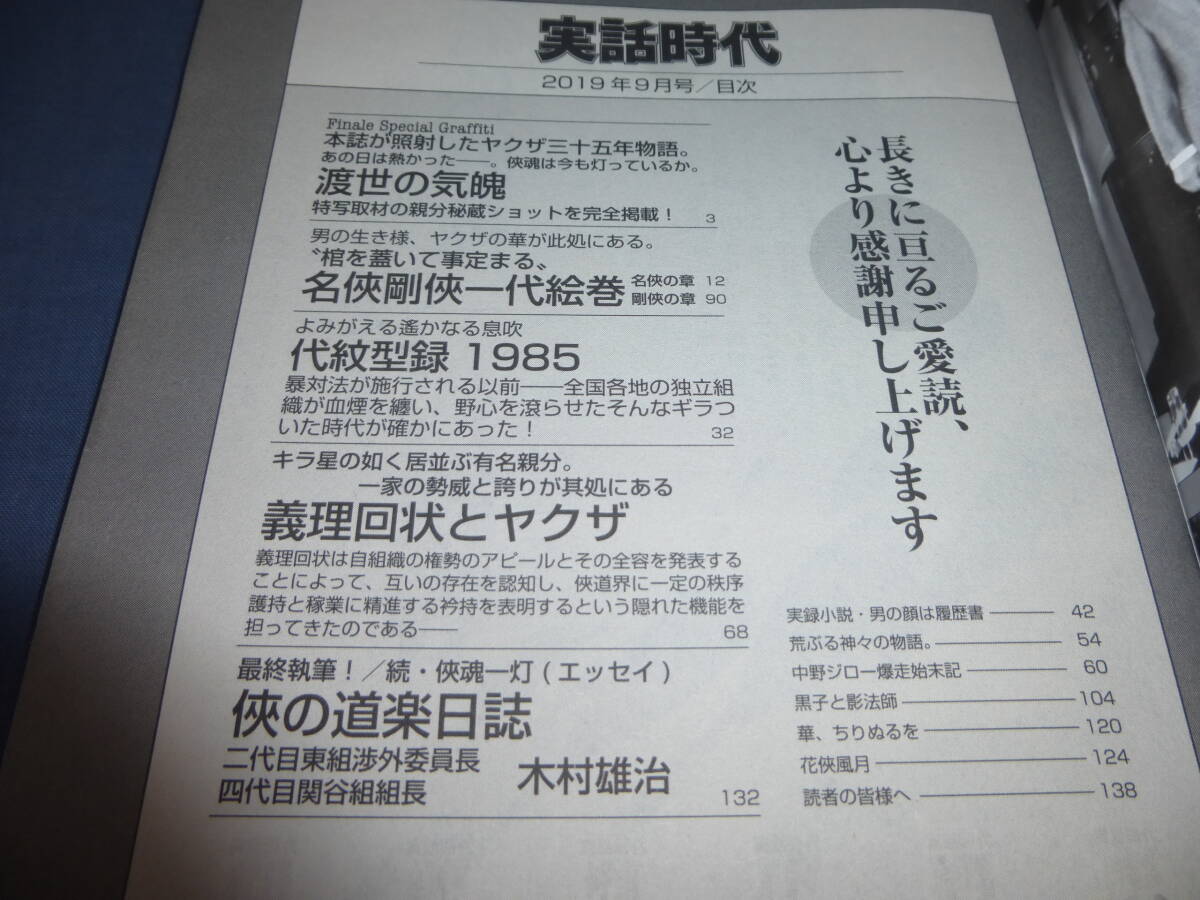 実話時代
2019年9月号／目次
Finale Special Graffiti
本誌が照射したヤクザ三十五年物語。
あの日は熱かった――。俠魂は今も灯っているか。
渡世の気魄
特写取材の親分秘蔵ショットを完全掲載！ 3
男の生き様、ヤクザの華が此処にある。
〝棺を蓋いて事定まる〟
名俠剛俠一代絵巻 名俠の章 12
剛俠の章 90
よみがえる遙かなる息吹
代紋型録 1985
暴対法が施行される以前――全国各地の独立組
織が血煙を纏い、野心を滾らせたそんなギラつ
いた時代が確かにあった！ 32
キラ星の如く居並ぶ有名親分。
一家の勢威と誇りが其処にある
義理回状とヤクザ
義理回状は自組織の権勢のアピールとその全容を発表する
ことによって、互いの存在を認知し、俠道界に一定の秩序
護持と稼業に精進する衿持を表明するという隠れた機能を
担ってきたのである―― 68
最終執筆！／続・俠魂一灯(エッセイ)
俠の道楽日誌
二代目東組渉外委員長
四代目関谷組組長
木村雄治
132
長きに亘るご愛読、
心より感謝申し上げます
実録小説・男の顔は履歴書 42
荒ぶる神々の物語。 54
中野ジロー爆走始末記 60
黒子と影法師 104
華、ちりぬるを 120
花俠風月 124
読者の皆様へ 138